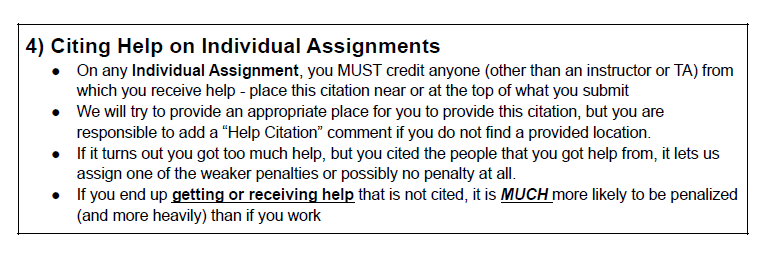 4) Citing Help on Individual Assignments
● On any Individual Assignment, you MUST credit anyone (other than an instructor or TA) from
which you receive help - place this citation near or at the top of what you submit
● We will try to provide an appropriate place for you to provide this citation, but you are
responsible to add a “Help Citation” comment if you do not find a provided location.
● If it turns out you got too much help, but you cited the people that you got help from, it lets us
assign one of the weaker penalties or possibly no penalty at all.
● If you end up getting or receiving help that is not cited, it is MUCH more likely to be penalized
(and more heavily) than if you work